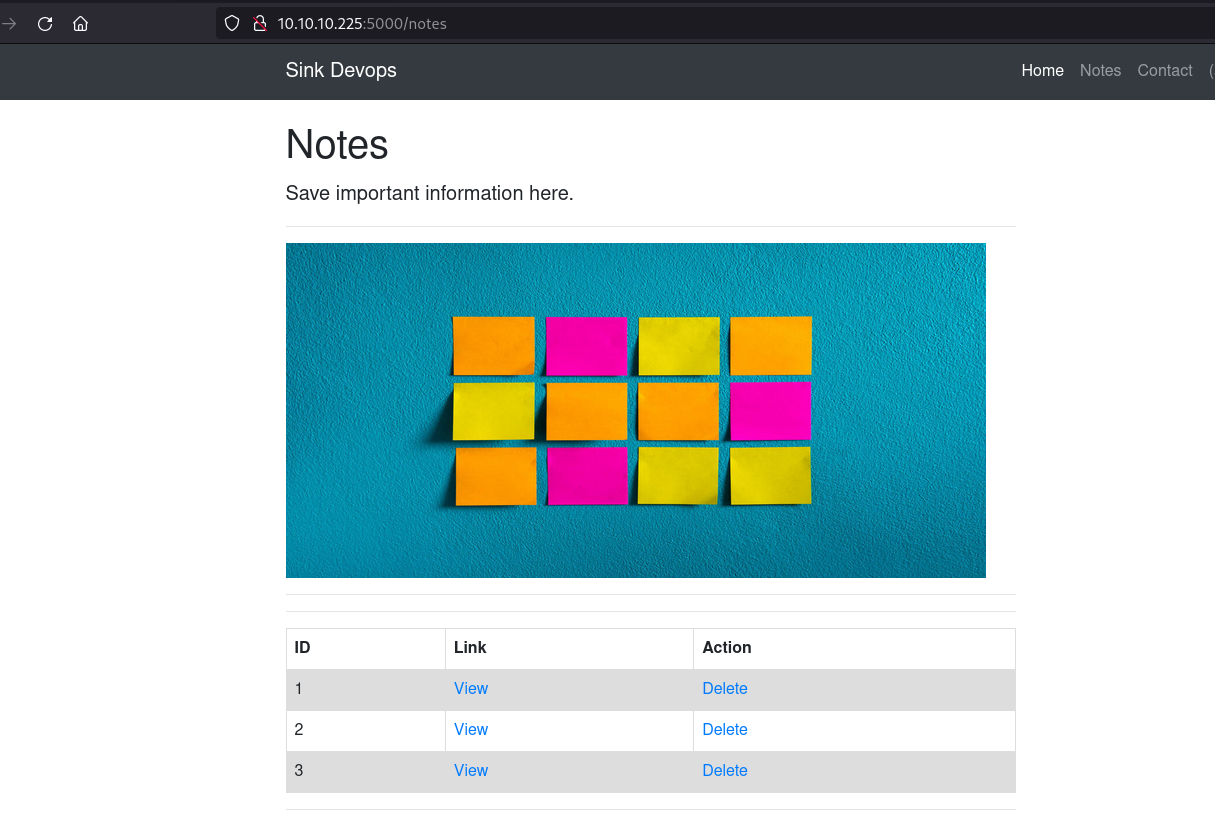 10.10.10.225:5000/notes
Sink Devops Home Notes Contact (
Notes
Save important information here.
ID Link Action
1 View Delete
2 View Delete
3 View Delete